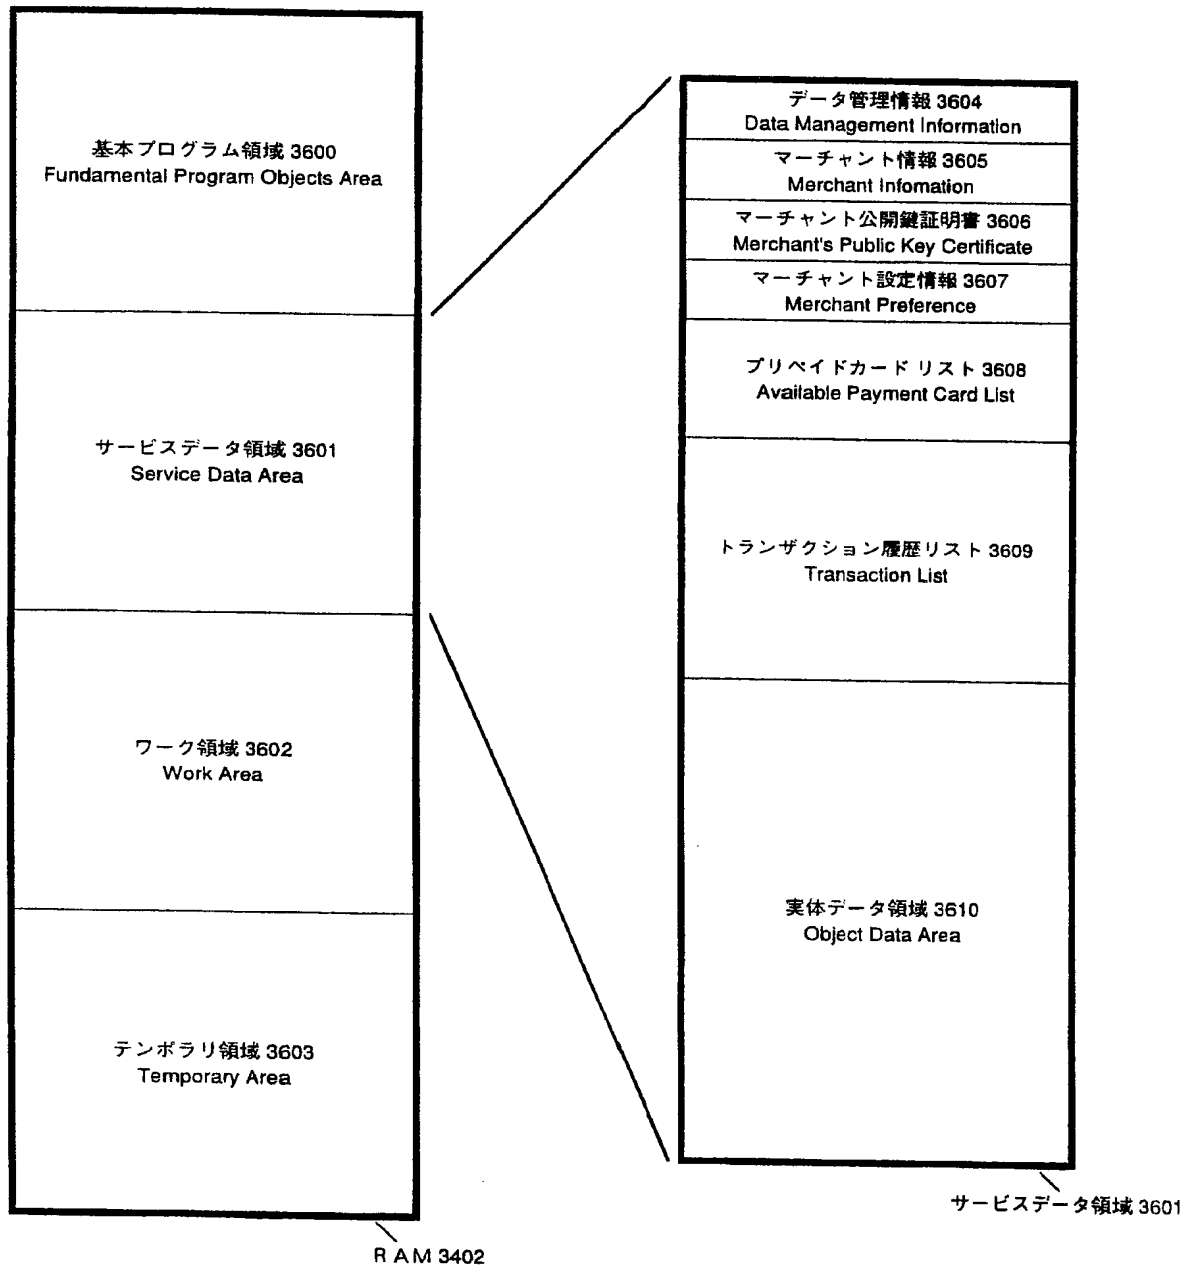 基本プログラム領域 3600
Fundamental Program Objects Area
サービスデータ領域 3601
Service Data Area
ワーク領域 3602
Work Area
テンポラリ領域 3603
Temporary Area
RAM 3402
データ管理情報 3604
Data Management Information
マーチャント情報 3605
Merchant Infomation
マーチャント公開鍵証明書 3606
Merchant's Public Key Certificate
マーチャント設定情報 3607
Merchant Preference
プリペイドカード リスト 3608
Available Payment Card List
トランザクション履歴リスト 3609
Transaction List
実体データ領域 3610
Object Data Area
サービスデータ領域 3601